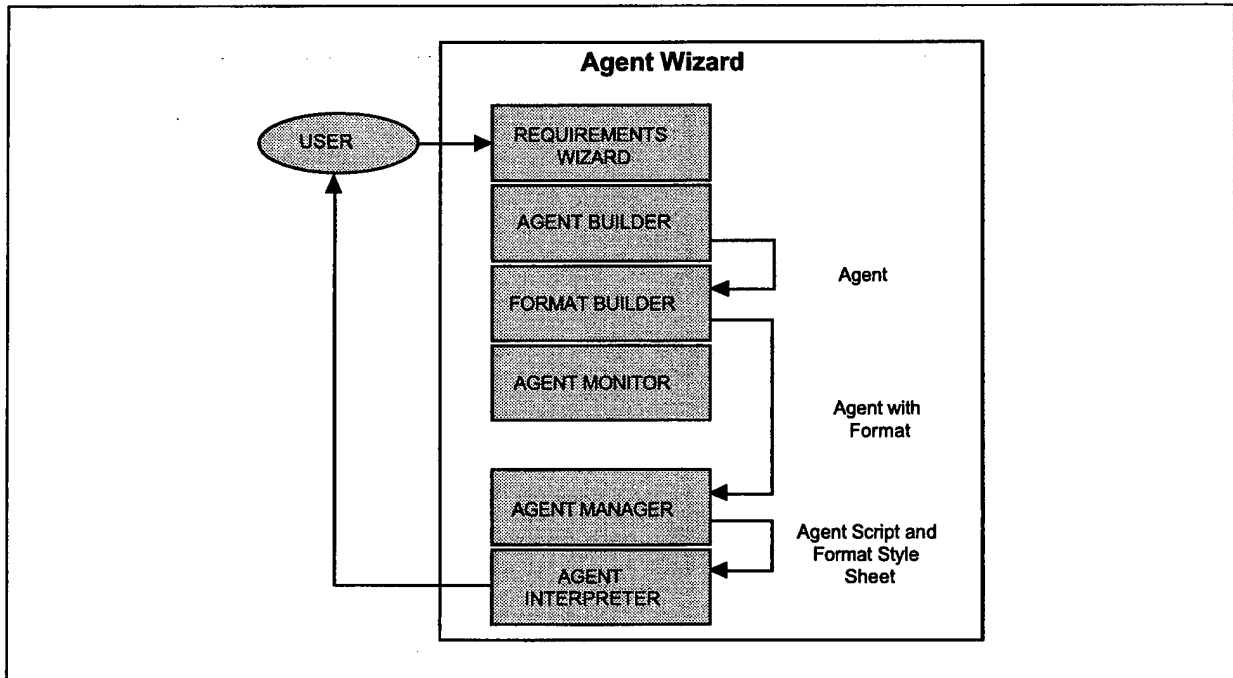 Agent Wizard
USER
REQUIREMENTS
WIZARD
AGENT BUILDER
Agent
FORMAT BUILDER
AGENT MONITOR
Agent with
Format
AGENT MANAGER
Agent Script and
Format Style
Sheet
AGENT
INTERPRETER